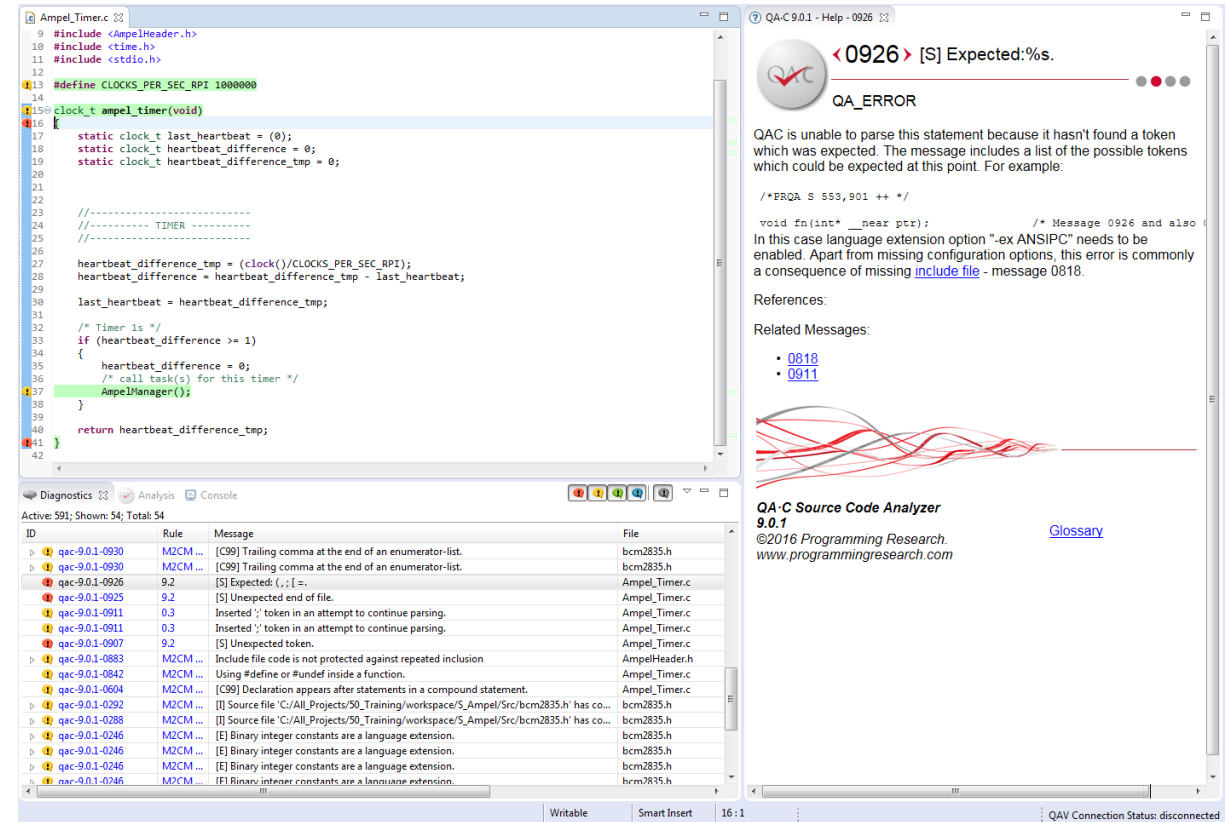 Ampel_Timer.c
9 #include <AmpelHeader.h>
10 #include <time.h>
11 #include <stdio.h>
12
13 #define CLOCKS_PER_SEC_RPI 1000000
14
15 clock_t ampel_timer(void)
16 {
17 static clock_t last_heartbeat = (0);
18 static clock_t heartbeat_difference = 0;
19 static clock_t heartbeat_difference_tmp = 0;
20
21
22
23 //---------------------------
24 //---------- TIMER ----------
25 //---------------------------
26
27 heartbeat_difference_tmp = (clock()/CLOCKS_PER_SEC_RPI);
28 heartbeat_difference = heartbeat_difference_tmp - last_heartbeat;
29
30 last_heartbeat = heartbeat_difference_tmp;
31
32 /* Timer 1s */
33 if (heartbeat_difference >= 1)
34 {
35 heartbeat_difference = 0;
36 /* call task(s) for this timer */
37 AmpelManager();
38 }
39
40 return heartbeat_difference_tmp;
41 }
42
Diagnostics Analysis Console
Active: 591; Shown: 54; Total: 54
ID Rule Message File
qac-9.0.1-0930 M2CM ... [C99] Trailing comma at the end of an enumerator-list. bcm2835.h
qac-9.0.1-0930 M2CM ... [C99] Trailing comma at the end of an enumerator-list. bcm2835.h
qac-9.0.1-0926 9.2 [S] Expected: ( , ; [ =. Ampel_Timer.c
qac-9.0.1-0925 9.2 [S] Unexpected end of file. Ampel_Timer.c
qac-9.0.1-0911 0.3 Inserted ';' token in an attempt to continue parsing. Ampel_Timer.c
qac-9.0.1-0911 0.3 Inserted ';' token in an attempt to continue parsing. Ampel_Timer.c
qac-9.0.1-0907 9.2 [S] Unexpected token. Ampel_Timer.c
qac-9.0.1-0883 M2CM ... Include file code is not protected against repeated inclusion AmpelHeader.h
qac-9.0.1-0842 M2CM ... Using #define or #undef inside a function. Ampel_Timer.c
qac-9.0.1-0604 M2CM ... [C99] Declaration appears after statements in a compound statement. Ampel_Timer.c
qac-9.0.1-0292 M2CM ... [I] Source file 'C:/All_Projects/50_Training/workspace/S_Ampel/Src/bcm2835.h' has co... bcm2835.h
qac-9.0.1-0288 M2CM ... [I] Source file 'C:/All_Projects/50_Training/workspace/S_Ampel/Src/bcm2835.h' has co... bcm2835.h
qac-9.0.1-0246 M2CM ... [E] Binary integer constants are a language extension. bcm2835.h
qac-9.0.1-0246 M2CM ... [E] Binary integer constants are a language extension. bcm2835.h
qac-9.0.1-0246 M2CM ... [E] Binary integer constants are a language extension. bcm2835.h
qac-9.0.1-0246 M2CM ... [E] Binary integer constants are a language extension. bcm2835.h
QA·C 9.0.1 - Help - 0926
QAC
<0926> [S] Expected:%s.
QA_ERROR
QAC is unable to parse this statement because it hasn't found a token
which was expected. The message includes a list of the possible tokens
which could be expected at this point. For example:
/*PRQA S 553,901 ++ */
void fn(int* __near ptr); /* Message 0926 and also
In this case language extension option "-ex ANSIPC" needs to be
enabled. Apart from missing configuration options, this error is commonly
a consequence of missing include file - message 0818.
References:
Related Messages:
• 0818
• 0911
QA·C Source Code Analyzer
9.0.1
©2016 Programming Research.
www.programmingresearch.com
Glossary
Writable Smart Insert 16 : 1 QAV Connection Status: disconnected